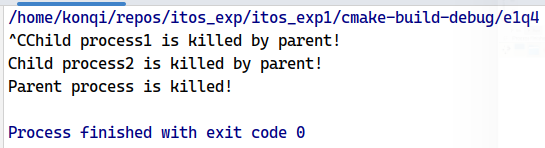 /home/konqi/repos/itos_exp/itos_exp1/cmake-build-debug/e1q4
^CChild process1 is killed by parent!
Child process2 is killed by parent!
Parent process is killed!
Process finished with exit code 0